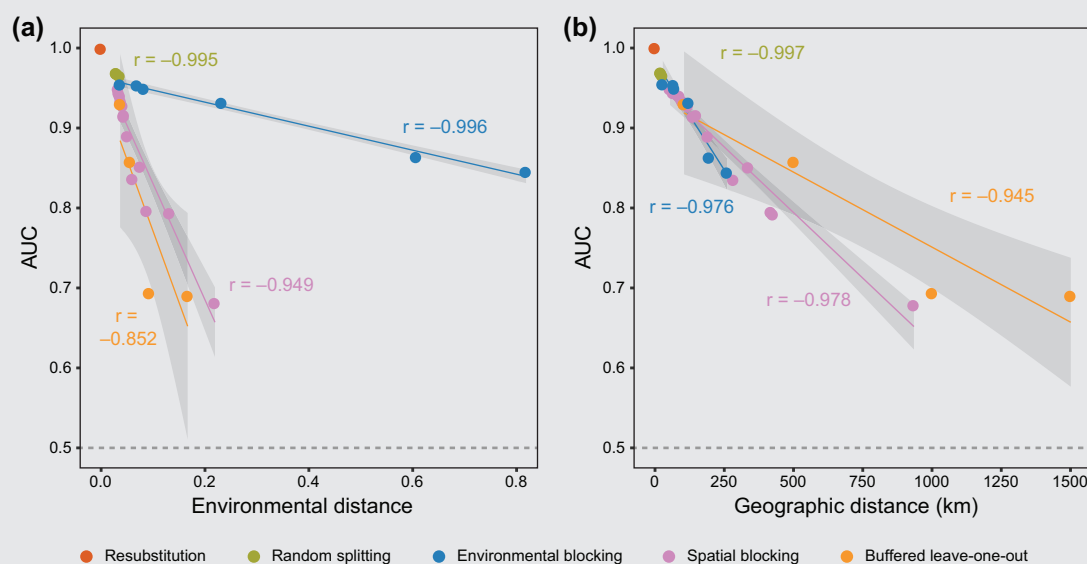 (a)
(b)
1.0
0.9
0.8
0.7
0.6
0.5
AUC
r = –0.995
r = –0.996
r = –0.949
r =
–0.852
0.0 0.2 0.4 0.6 0.8
Environmental distance
1.0
0.9
0.8
0.7
0.6
0.5
AUC
r = –0.997
r = –0.976
r = –0.945
r = –0.978
0 250 500 750 1000 1250 1500
Geographic distance (km)
Resubstitution Random splitting Environmental blocking Spatial blocking Buffered leave-one-out